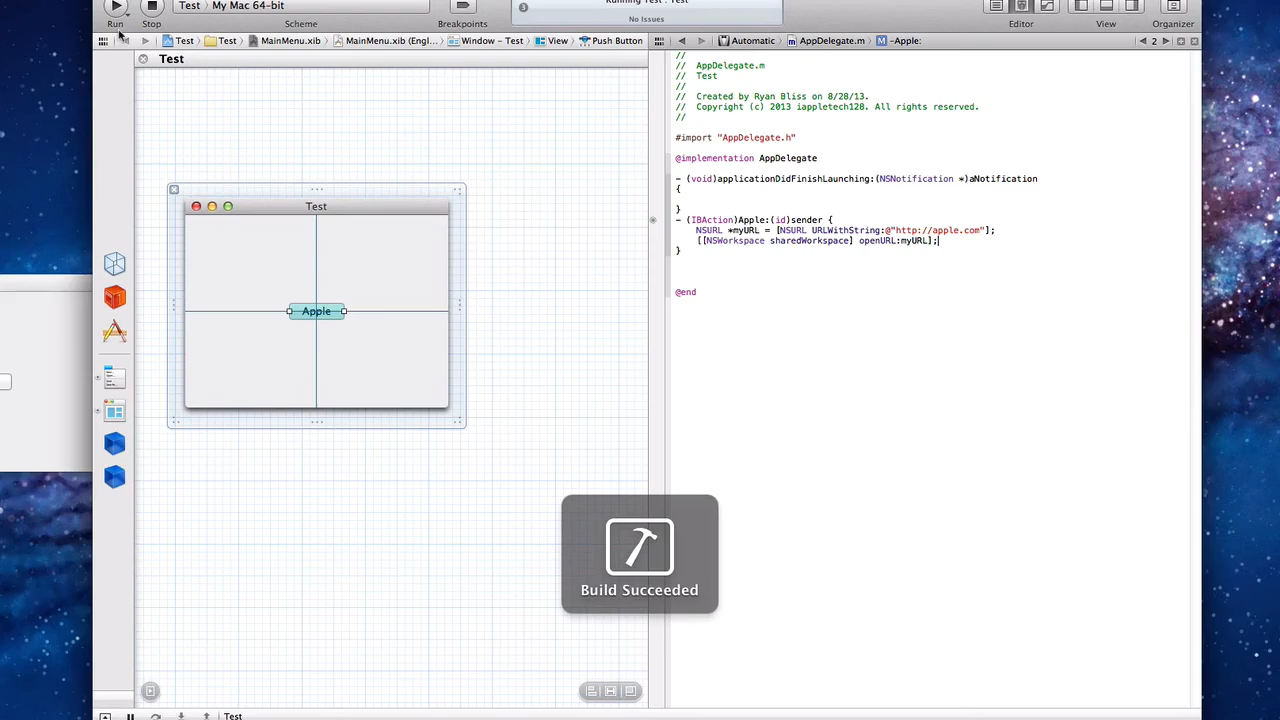 Test › My Mac 64-bit
Running Test : Test
3
No Issues
Run
Stop
Scheme
Breakpoints
Editor
View
Organizer
Test
Test
MainMenu.xib
MainMenu.xib (Engl...
Window - Test
View
Push Button
Automatic
AppDelegate.m
M
-Apple:
2
Test
//
//  AppDelegate.m
//  Test
//
//  Created by Ryan Bliss on 8/28/13.
//  Copyright (c) 2013 iappletech128. All rights reserved.
//
#import "AppDelegate.h"
@implementation AppDelegate
- (void)applicationDidFinishLaunching:(NSNotification *)aNotification
{
}
- (IBAction)Apple:(id)sender {
NSURL *myURL = [NSURL URLWithString:@"http://apple.com"];
[[NSWorkspace sharedWorkspace] openURL:myURL];
}
@end
Test
Apple
Build Succeeded
Test